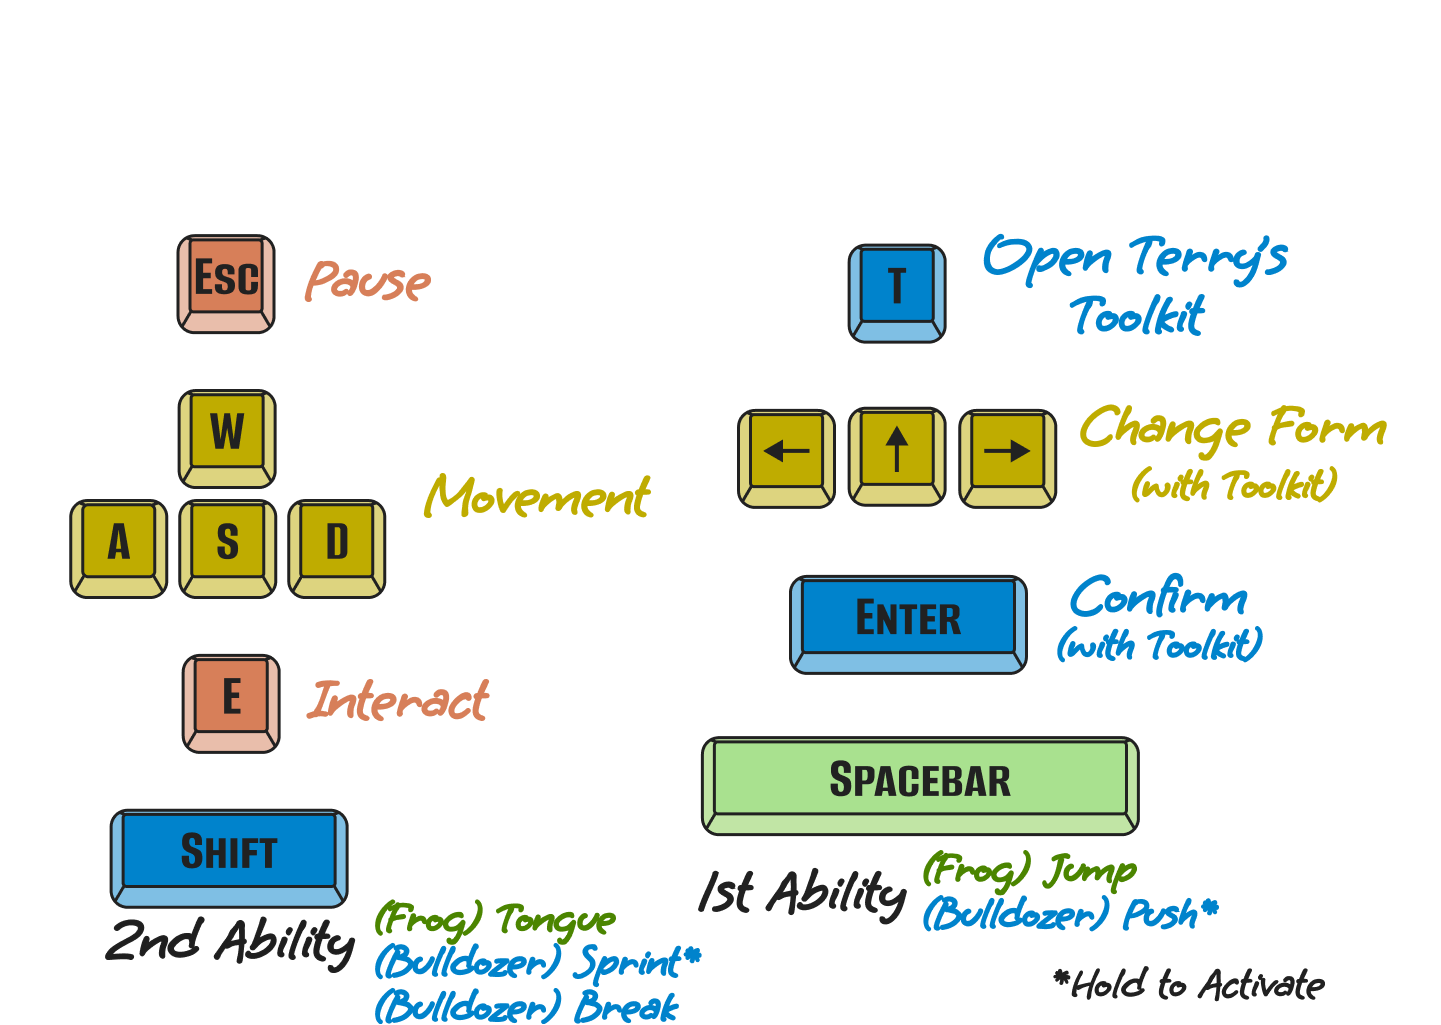 Esc
Pause
W
A S D
Movement
E
Interact
Shift
2nd Ability
(Frog) Tongue
(Bulldozer) Sprint*
(Bulldozer) Break
T
Open Terry's
Toolkit
← ↑ →
Change Form
(with Toolkit)
Enter
Confirm
(with Toolkit)
Spacebar
1st Ability
(Frog) Jump
(Bulldozer) Push*
*Hold to Activate